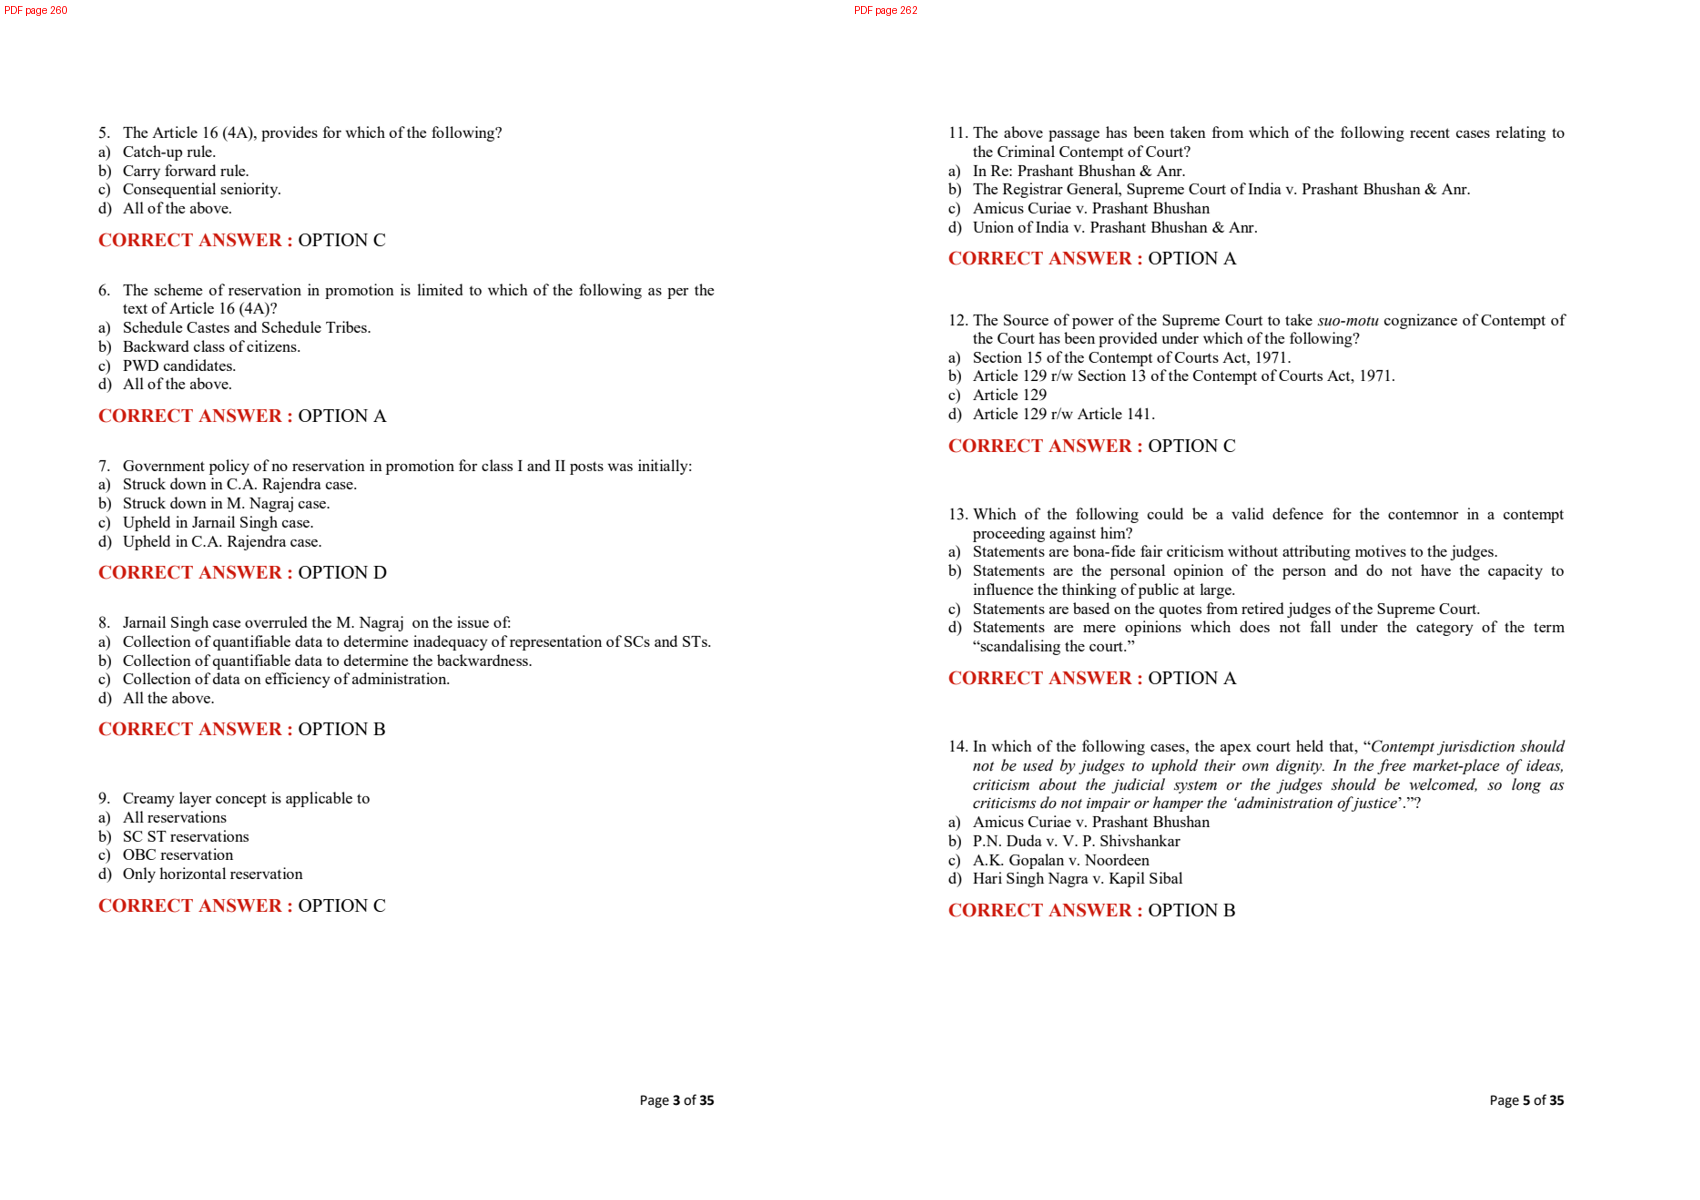 PDF page 260
5. The Article 16 (4A), provides for which of the following?
a) Catch-up rule.
b) Carry forward rule.
c) Consequential seniority.
d) All of the above.
CORRECT ANSWER : OPTION C
6. The scheme of reservation in promotion is limited to which of the following as per the
text of Article 16 (4A)?
a) Schedule Castes and Schedule Tribes.
b) Backward class of citizens.
c) PWD candidates.
d) All of the above.
CORRECT ANSWER : OPTION A
7. Government policy of no reservation in promotion for class I and II posts was initially:
a) Struck down in C.A. Rajendra case.
b) Struck down in M. Nagraj case.
c) Upheld in Jarnail Singh case.
d) Upheld in C.A. Rajendra case.
CORRECT ANSWER : OPTION D
8. Jarnail Singh case overruled the M. Nagraj on the issue of:
a) Collection of quantifiable data to determine inadequacy of representation of SCs and STs.
b) Collection of quantifiable data to determine the backwardness.
c) Collection of data on efficiency of administration.
d) All the above.
CORRECT ANSWER : OPTION B
9. Creamy layer concept is applicable to
a) All reservations
b) SC ST reservations
c) OBC reservation
d) Only horizontal reservation
CORRECT ANSWER : OPTION C
Page 3 of 35
PDF page 262
11. The above passage has been taken from which of the following recent cases relating to
the Criminal Contempt of Court?
a) In Re: Prashant Bhushan & Anr.
b) The Registrar General, Supreme Court of India v. Prashant Bhushan & Anr.
c) Amicus Curiae v. Prashant Bhushan
d) Union of India v. Prashant Bhushan & Anr.
CORRECT ANSWER : OPTION A
12. The Source of power of the Supreme Court to take suo-motu cognizance of Contempt of
the Court has been provided under which of the following?
a) Section 15 of the Contempt of Courts Act, 1971.
b) Article 129 r/w Section 13 of the Contempt of Courts Act, 1971.
c) Article 129
d) Article 129 r/w Article 141.
CORRECT ANSWER : OPTION C
13. Which of the following could be a valid defence for the contemnor in a contempt
proceeding against him?
a) Statements are bona-fide fair criticism without attributing motives to the judges.
b) Statements are the personal opinion of the person and do not have the capacity to
influence the thinking of public at large.
c) Statements are based on the quotes from retired judges of the Supreme Court.
d) Statements are mere opinions which does not fall under the category of the term
“scandalising the court.”
CORRECT ANSWER : OPTION A
14. In which of the following cases, the apex court held that, “Contempt jurisdiction should
not be used by judges to uphold their own dignity. In the free market-place of ideas,
criticism about the judicial system or the judges should be welcomed, so long as
criticisms do not impair or hamper the ‘administration of justice’.”?
a) Amicus Curiae v. Prashant Bhushan
b) P.N. Duda v. V. P. Shivshankar
c) A.K. Gopalan v. Noordeen
d) Hari Singh Nagra v. Kapil Sibal
CORRECT ANSWER : OPTION B
Page 5 of 35